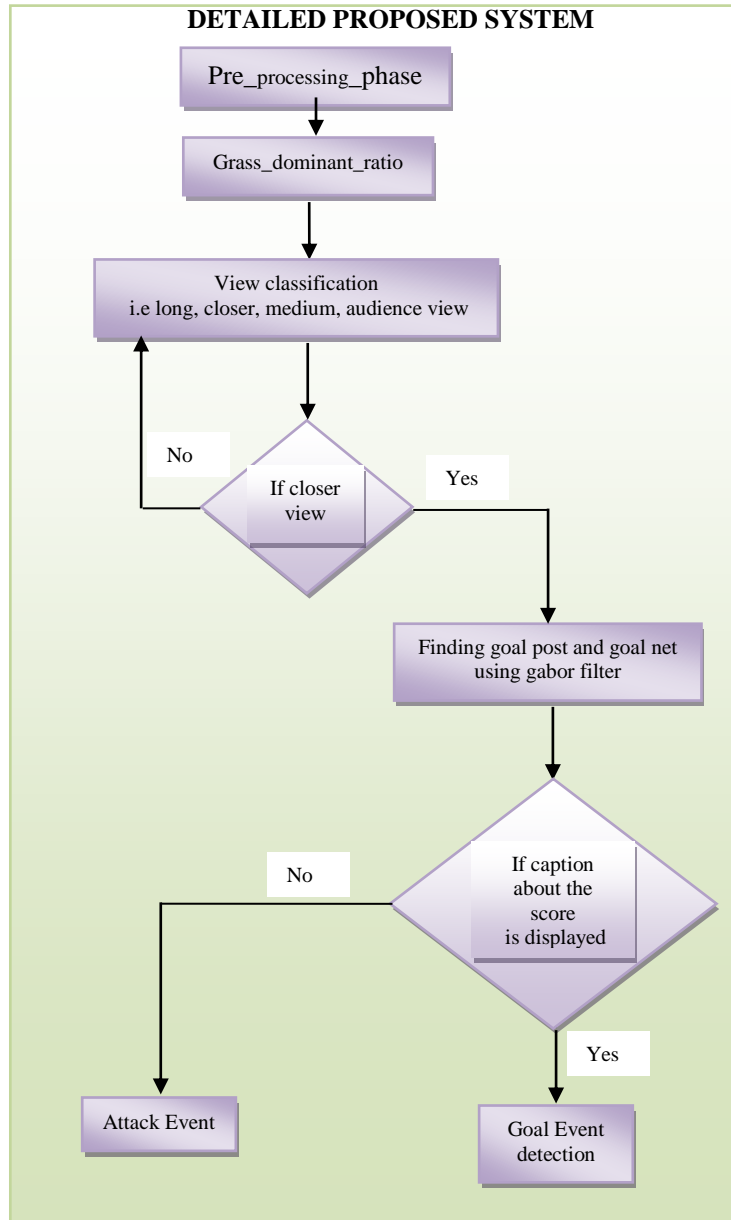 DETAILED PROPOSED SYSTEM
Pre_processing_phase
Grass_dominant_ratio
View classification
i.e long, closer, medium, audience view
No
If closer
view
Yes
Finding goal post and goal net
using gabor filter
No
If caption
about the
score
is displayed
Yes
Attack Event
Goal Event
detection